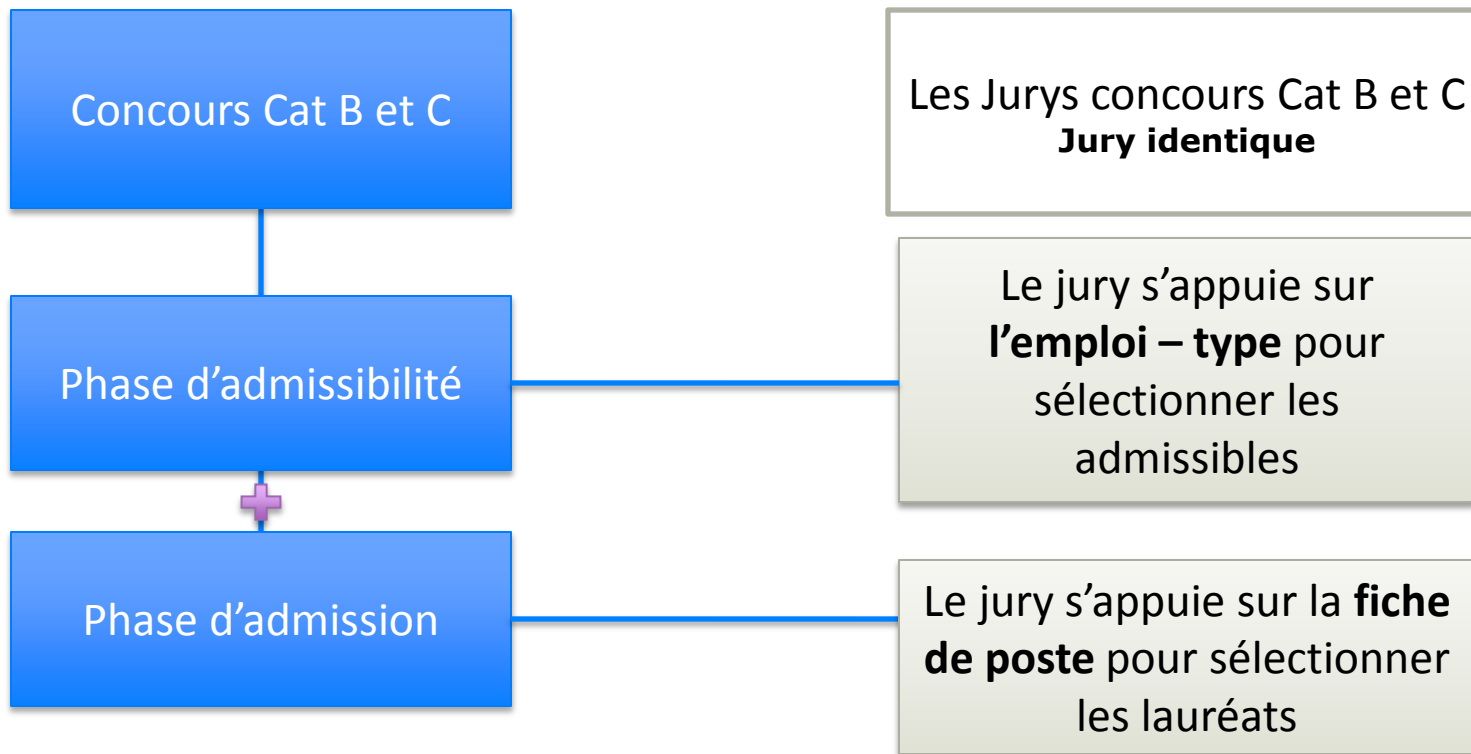 Concours Cat B et C
Les Jurys concours Cat B et C
Jury identique
Phase d’admissibilité
Le jury s’appuie sur
l’emploi – type pour
sélectionner les
admissibles
Phase d’admission
Le jury s’appuie sur la fiche
de poste pour sélectionner
les lauréats